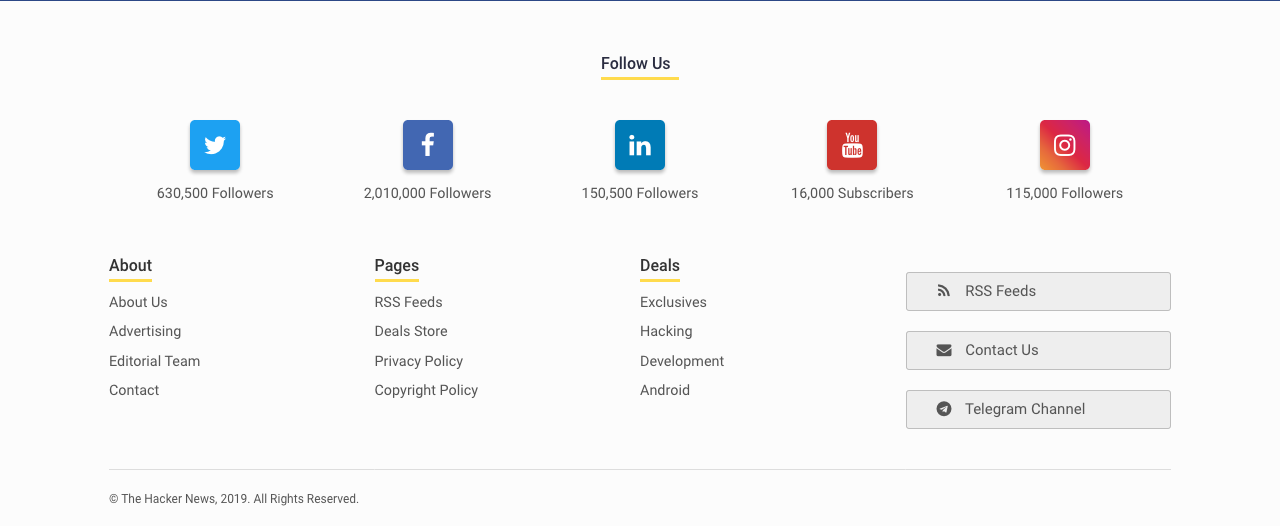 Follow Us
You
Tube
630,500 Followers
2,010,000 Followers
150,500 Followers
16,000 Subscribers
115,000 Followers
About
About Us
Advertising
Editorial Team
Contact
Pages
RSS Feeds
Deals Store
Privacy Policy
Copyright Policy
Deals
Exclusives
Hacking
Development
Android
RSS Feeds
Contact Us
Telegram Channel
© The Hacker News, 2019. All Rights Reserved.